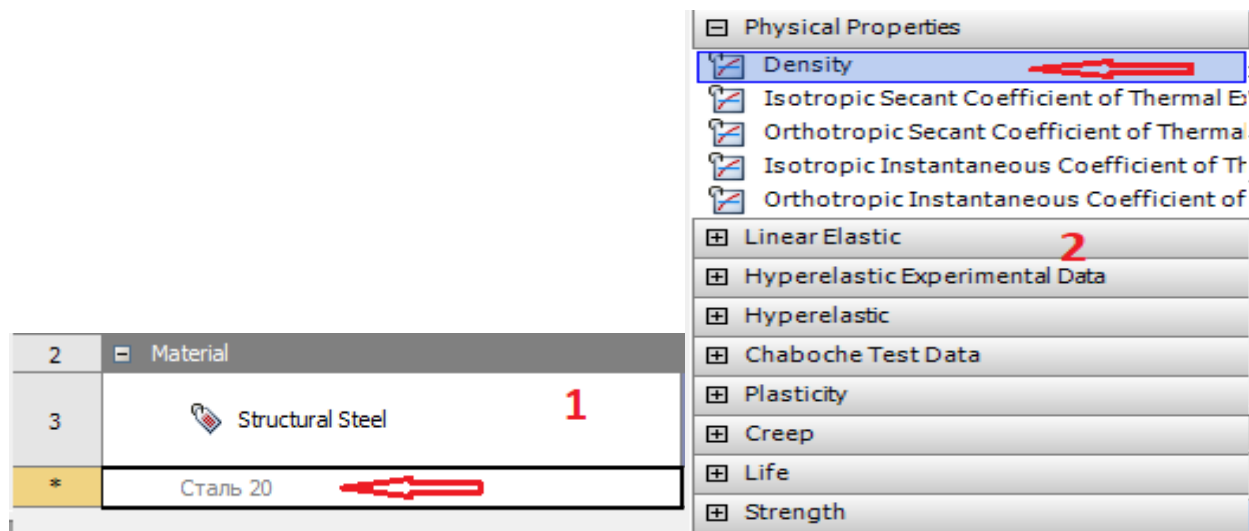 2 Material
3 Structural Steel 1
* Сталь 20
Physical Properties
Density
Isotropic Secant Coefficient of Thermal
Orthotropic Secant Coefficient of Thermal
Isotropic Instantaneous Coefficient of
Orthotropic Instantaneous Coefficient of
Linear Elastic
2
Hyperelastic Experimental Data
Hyperelastic
Chaboche Test Data
Plasticity
Creep
Life
Strength